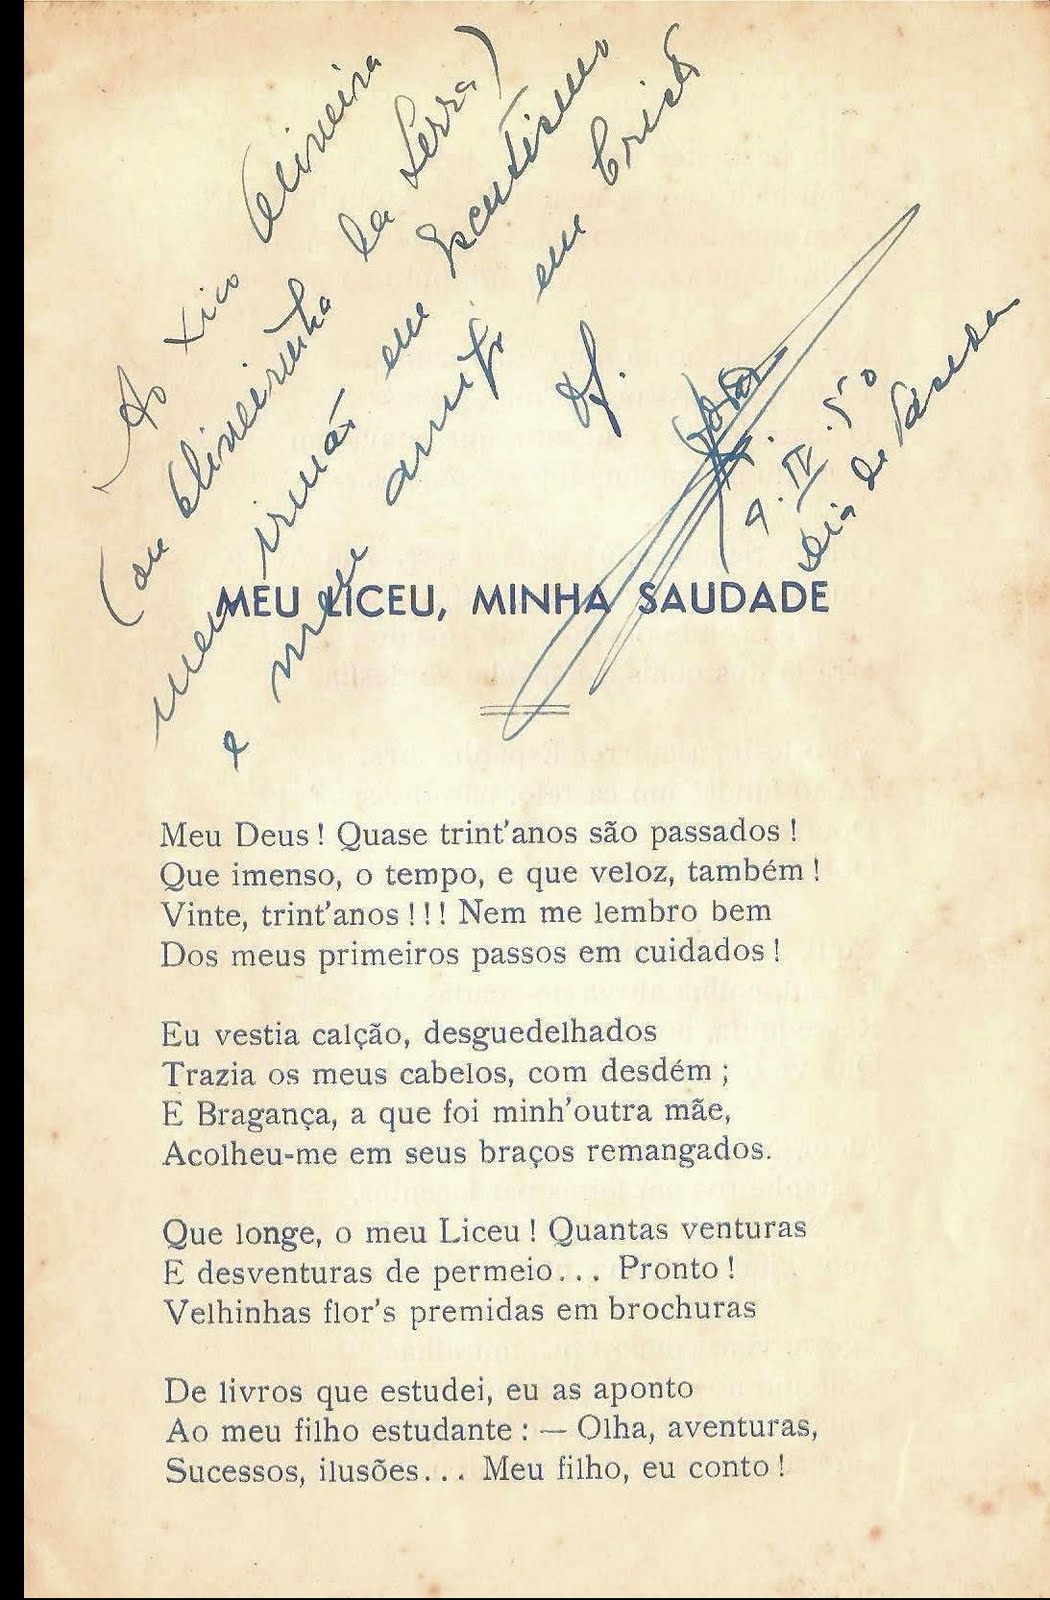 Ao Xico Oliveira
(ou Oliveirinha la Serra)
meu irmão em Escutismo
e meu amigo em Cristo
Of.
9.IV.50
Dia de Páscoa
MEU LICEU, MINHA SAUDADE
Meu Deus! Quase trint'anos são passados!
Que imenso, o tempo, e que veloz, também!
Vinte, trint'anos!!! Nem me lembro bem
Dos meus primeiros passos em cuidados!
Eu vestia calção, desguedelhados
Trazia os meus cabelos, com desdém;
E Bragança, a que foi minh'outra mãe,
Acolheu-me em seus braços remangados.
Que longe, o meu Liceu! Quantas venturas
E desventuras de permeio... Pronto!
Velhinhas flor's premidas em brochuras
De livros que estudei, eu as aponto
Ao meu filho estudante: — Olha, aventuras,
Sucessos, ilusões... Meu filho, eu conto!